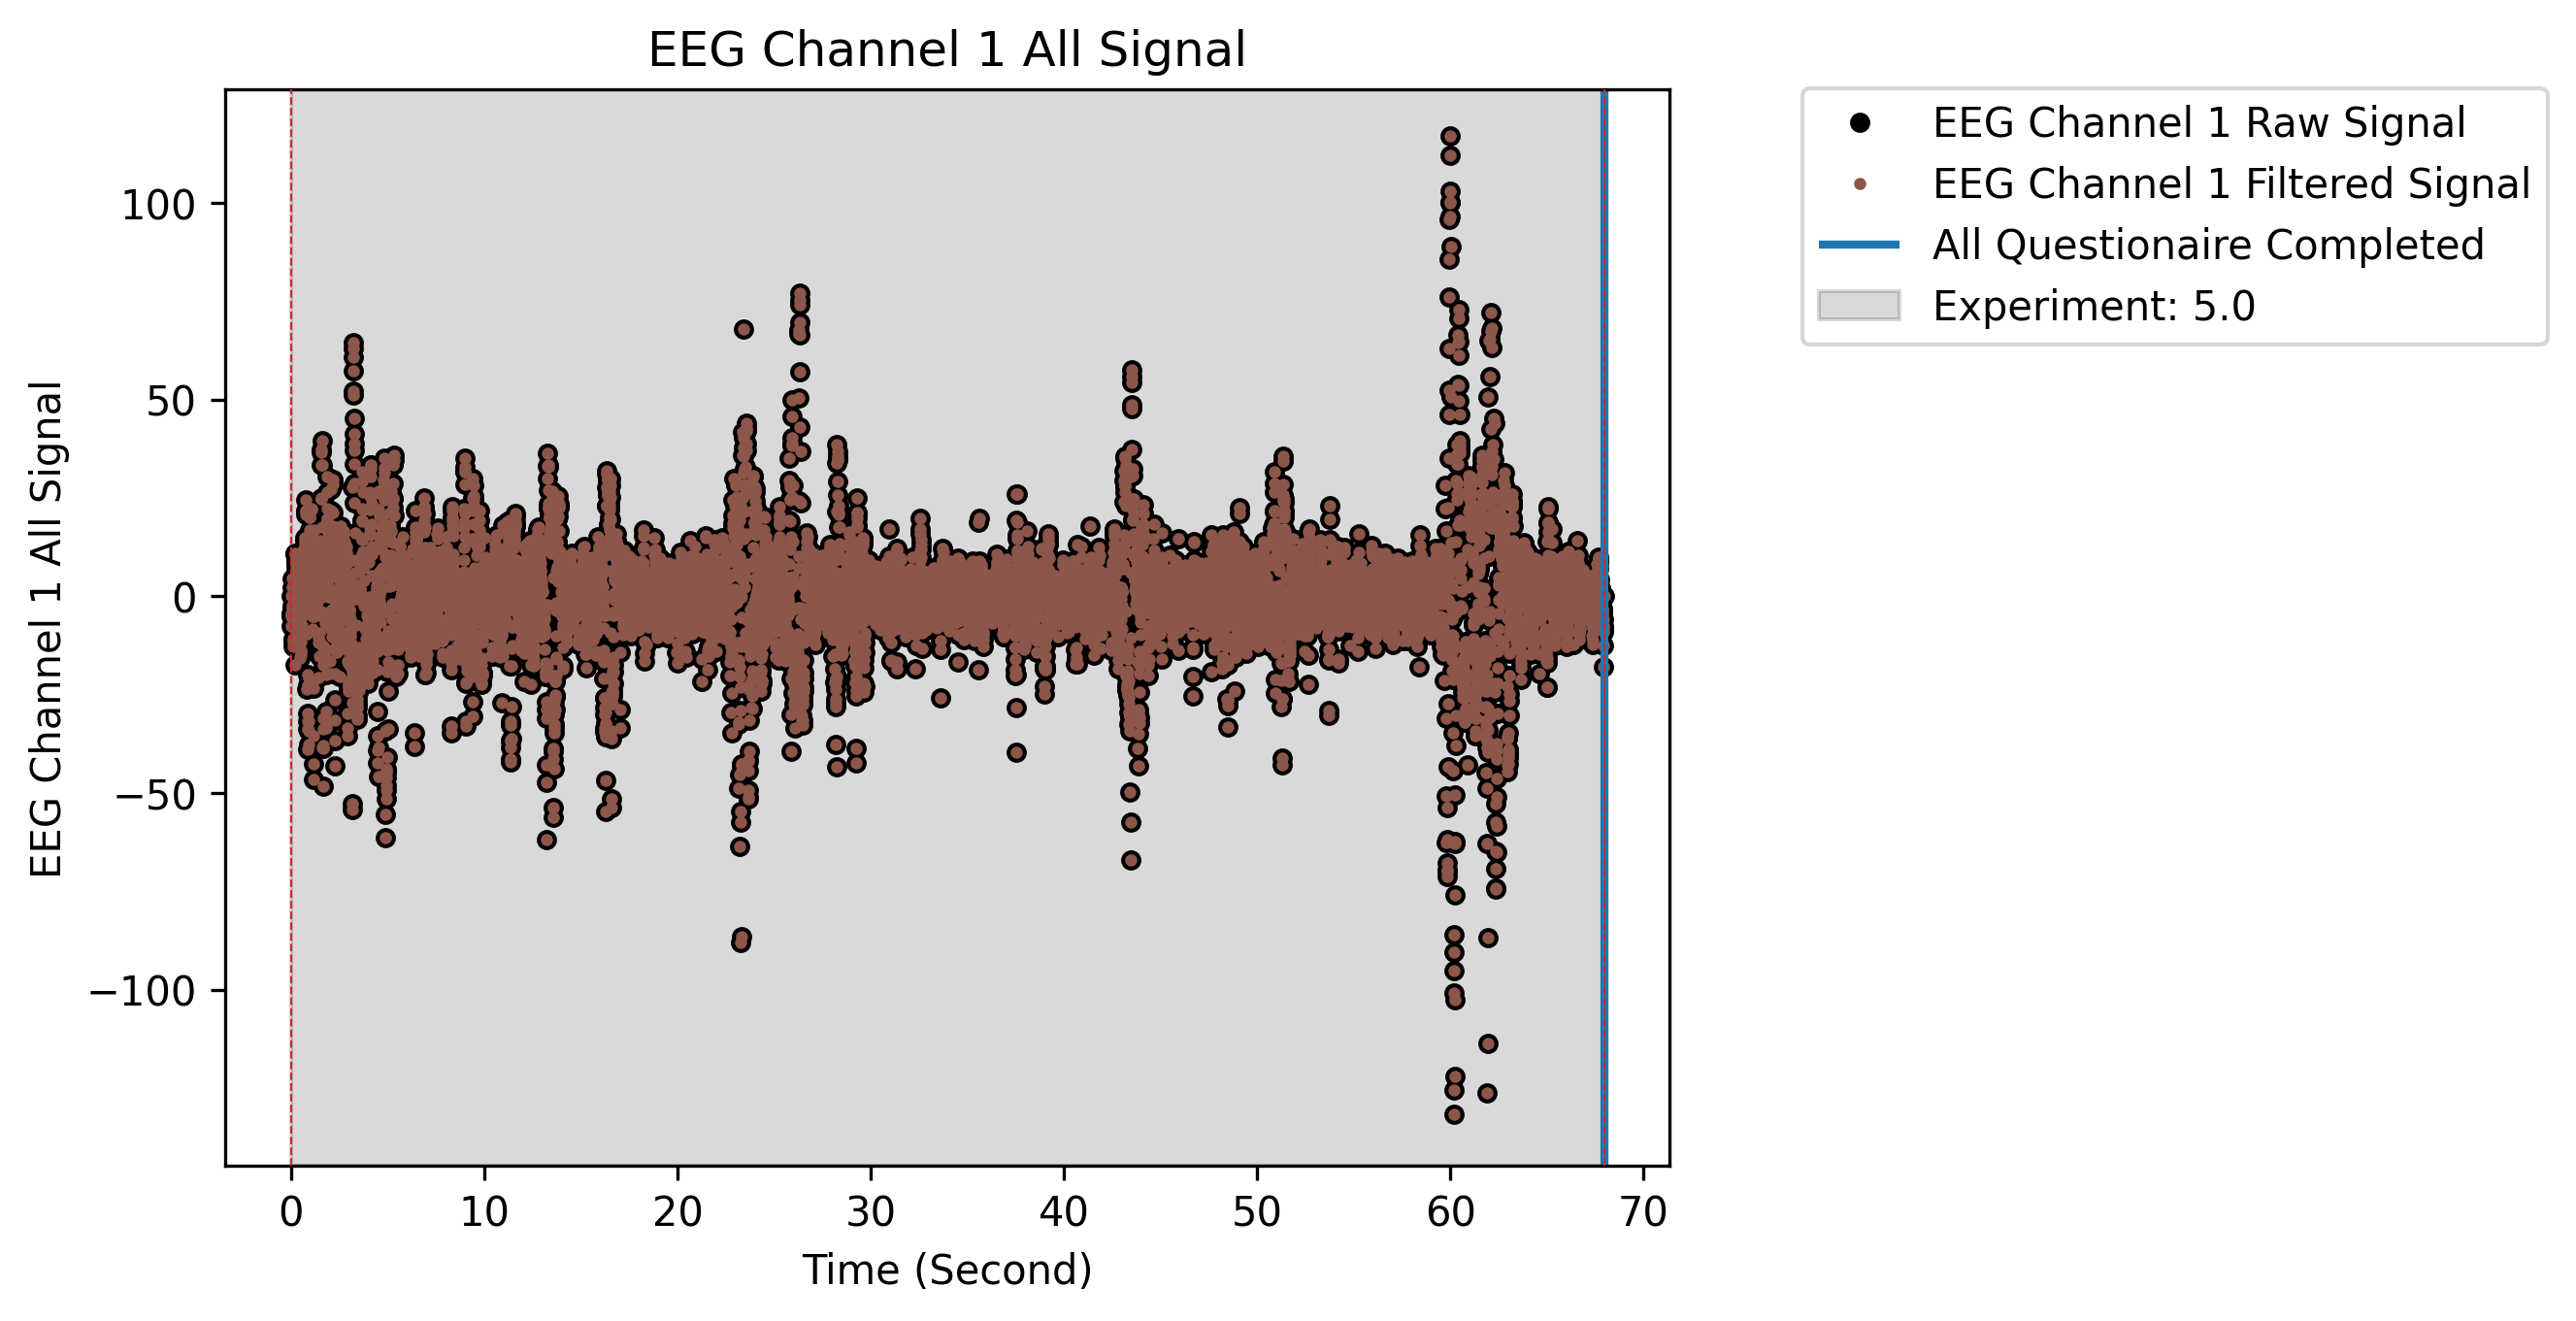 EEG Channel 1 All Signal
EEG Channel 1 Raw Signal
EEG Channel 1 Filtered Signal
All Questionaire Completed
Experiment: 5.0
EEG Channel 1 All Signal
100
50
0
−50
−100
0 10 20 30 40 50 60 70
Time (Second)